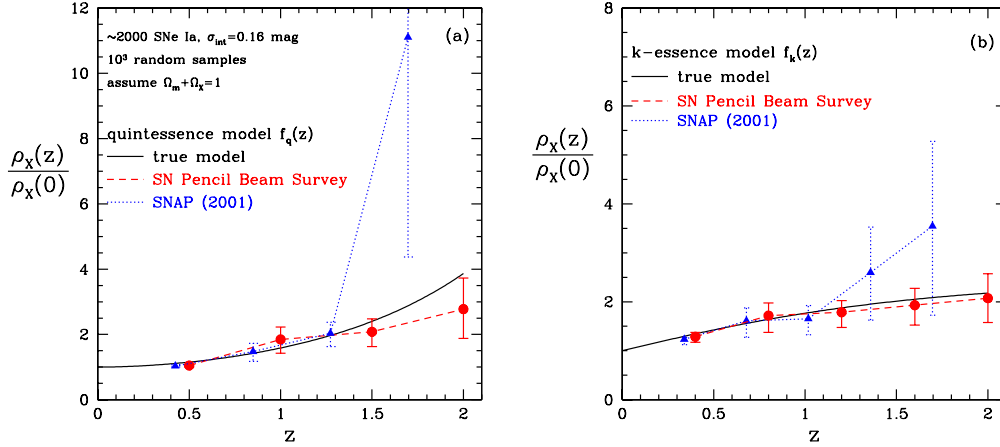 (a)
~2000 SNe Ia, σint=0.16 mag
10³ random samples
assume Ωm+ΩX=1
quintessence model fq(z)
true model
SN Pencil Beam Survey
SNAP (2001)
ρX(z)
ρX(0)
12
10
8
6
4
2
0
0
0.5
1
1.5
2
z
(b)
k-essence model fk(z)
true model
SN Pencil Beam Survey
SNAP (2001)
ρX(z)
ρX(0)
8
6
4
2
0
0
0.5
1
1.5
2
z